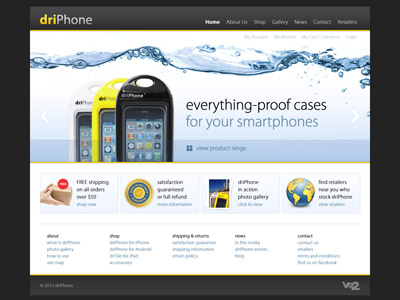 driPhone
Home About Us Shop Gallery News Contact Retailers
My Account My Wishlist My Cart / Checkout Login
driPhone
everything-proof cases
for your smartphones
view product range
FREE shipping
on all orders
over $50
shop now
satisfaction
guaranteed
or full refund
more information
driPhone
in action
photo gallery
click to view
find retailers
near you who
stock driPhone
view retailers
about
what is driPhone
photo gallery
how to use
site map
shop
driPhone for iPhone
driPhone for Android
driTab for iPad
accessories
shipping & returns
satisfaction guarantee
shipping information
return policy
news
in the media
driPhone events
blog
contact
contact us
retailers
terms and conditions
find us on facebook
© 2012 driPhone